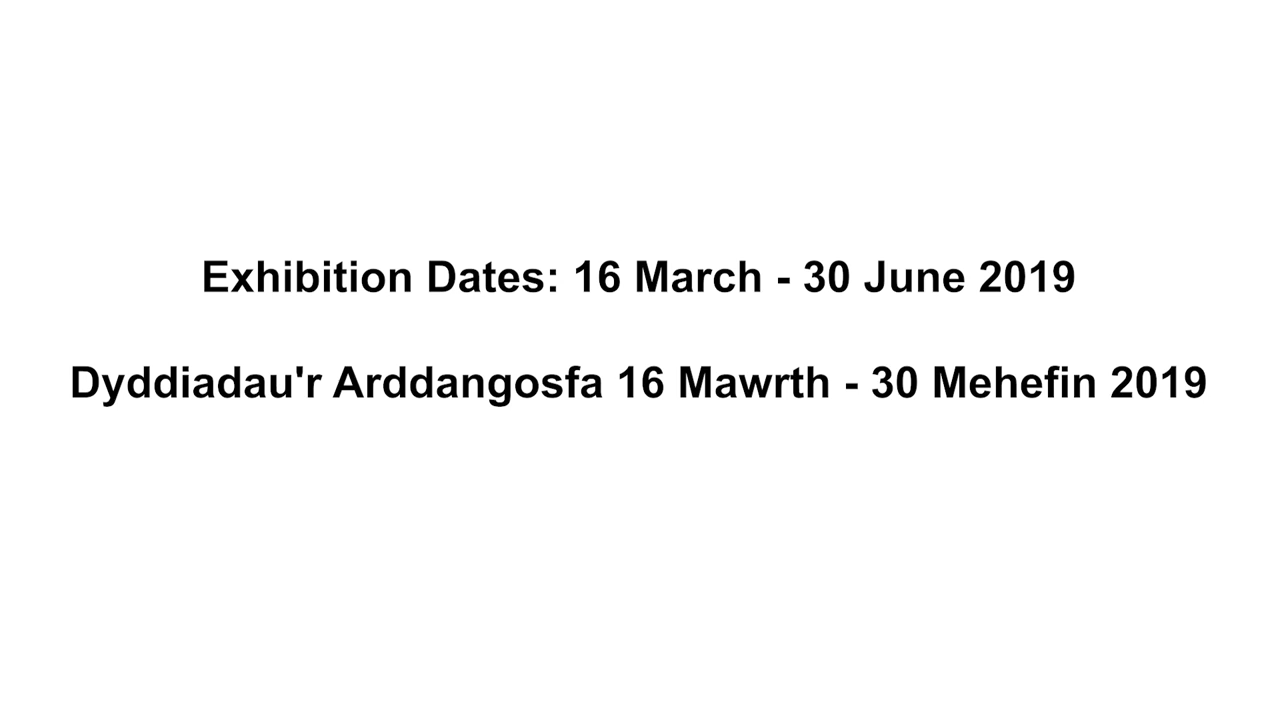 Exhibition Dates: 16 March - 30 June 2019
Dyddiadau'r Arddangosfa 16 Mawrth - 30 Mehefin 2019